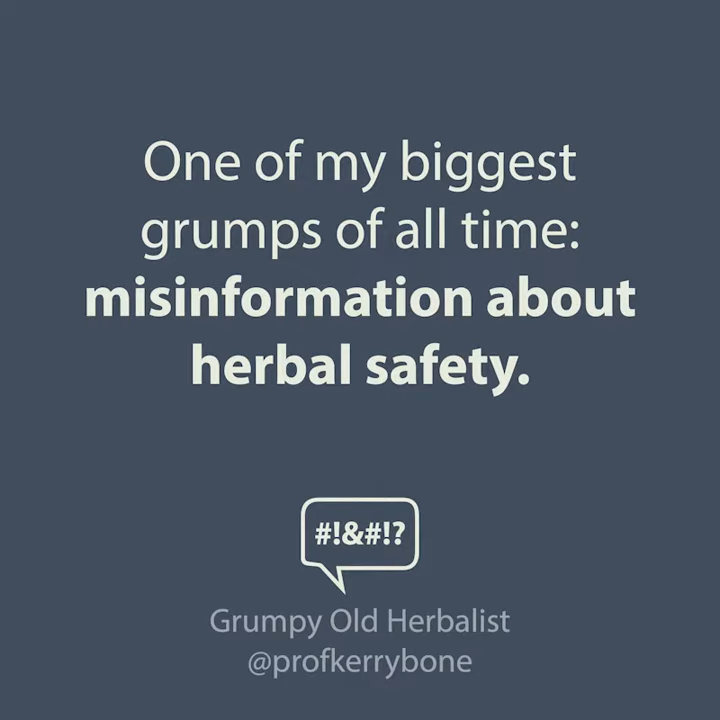 One of my biggest
grumps of all time:
misinformation about
herbal safety.
#!&#!?
Grumpy Old Herbalist
@profkerrybone